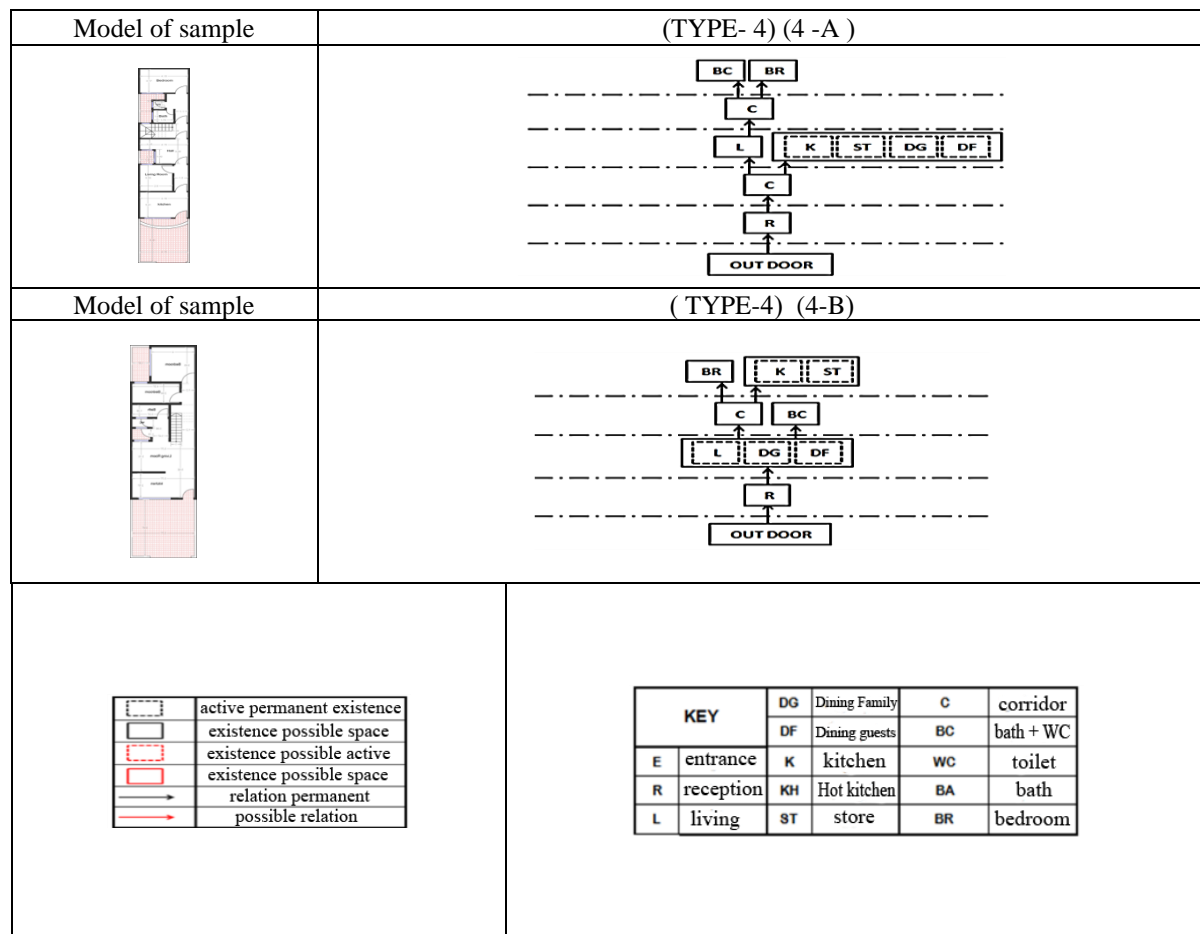 Model of sample
(TYPE- 4) (4 -A )
BC BR
C
L K ST DG DF
C
R
OUT DOOR
Model of sample
( TYPE-4) (4-B)
BR K ST
C BC
L DG DF
R
OUT DOOR
active permanent existence
existence possible space
existence possible active
existence possible space
relation permanent
possible relation
KEY DG Dining Family C corridor
DF Dining guests BC bath + WC
E entrance K kitchen WC toilet
R reception KH Hot kitchen BA bath
L living ST store BR bedroom